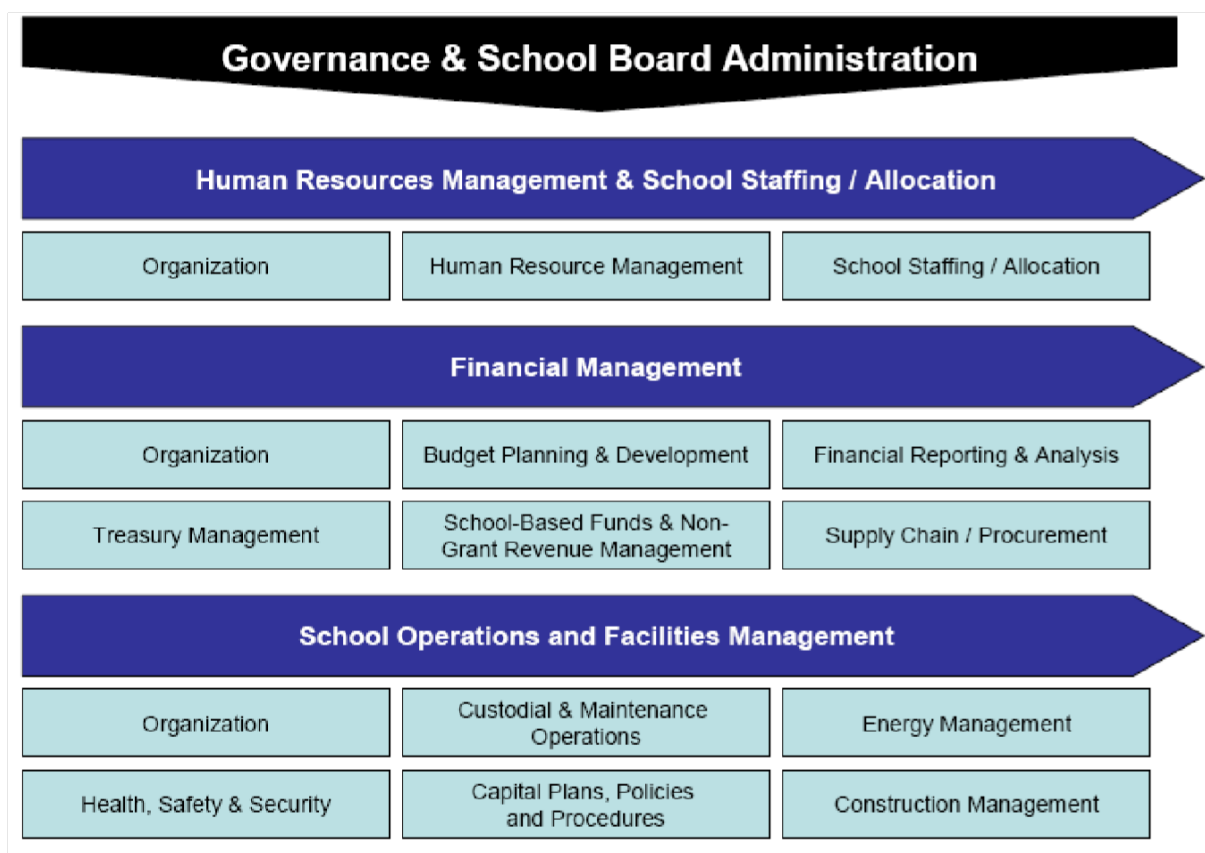 Governance & School Board Administration
Human Resources Management & School Staffing / Allocation
Organization
Human Resource Management
School Staffing / Allocation
Financial Management
Organization
Budget Planning & Development
Financial Reporting & Analysis
Treasury Management
School-Based Funds & Non-
Grant Revenue Management
Supply Chain / Procurement
School Operations and Facilities Management
Organization
Custodial & Maintenance
Operations
Energy Management
Health, Safety & Security
Capital Plans, Policies
and Procedures
Construction Management